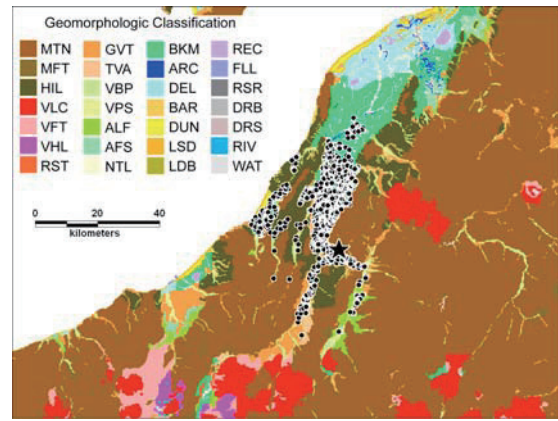 Geomorphologic Classification
MTN GVT BKM REC
MFT TVA ARC FLL
HIL VBP DEL RSR
VLC VPS BAR DRB
VFT ALF DUN DRS
VHL AFS LSD RIV
RST NTL LDB WAT
0 20 40
kilometers